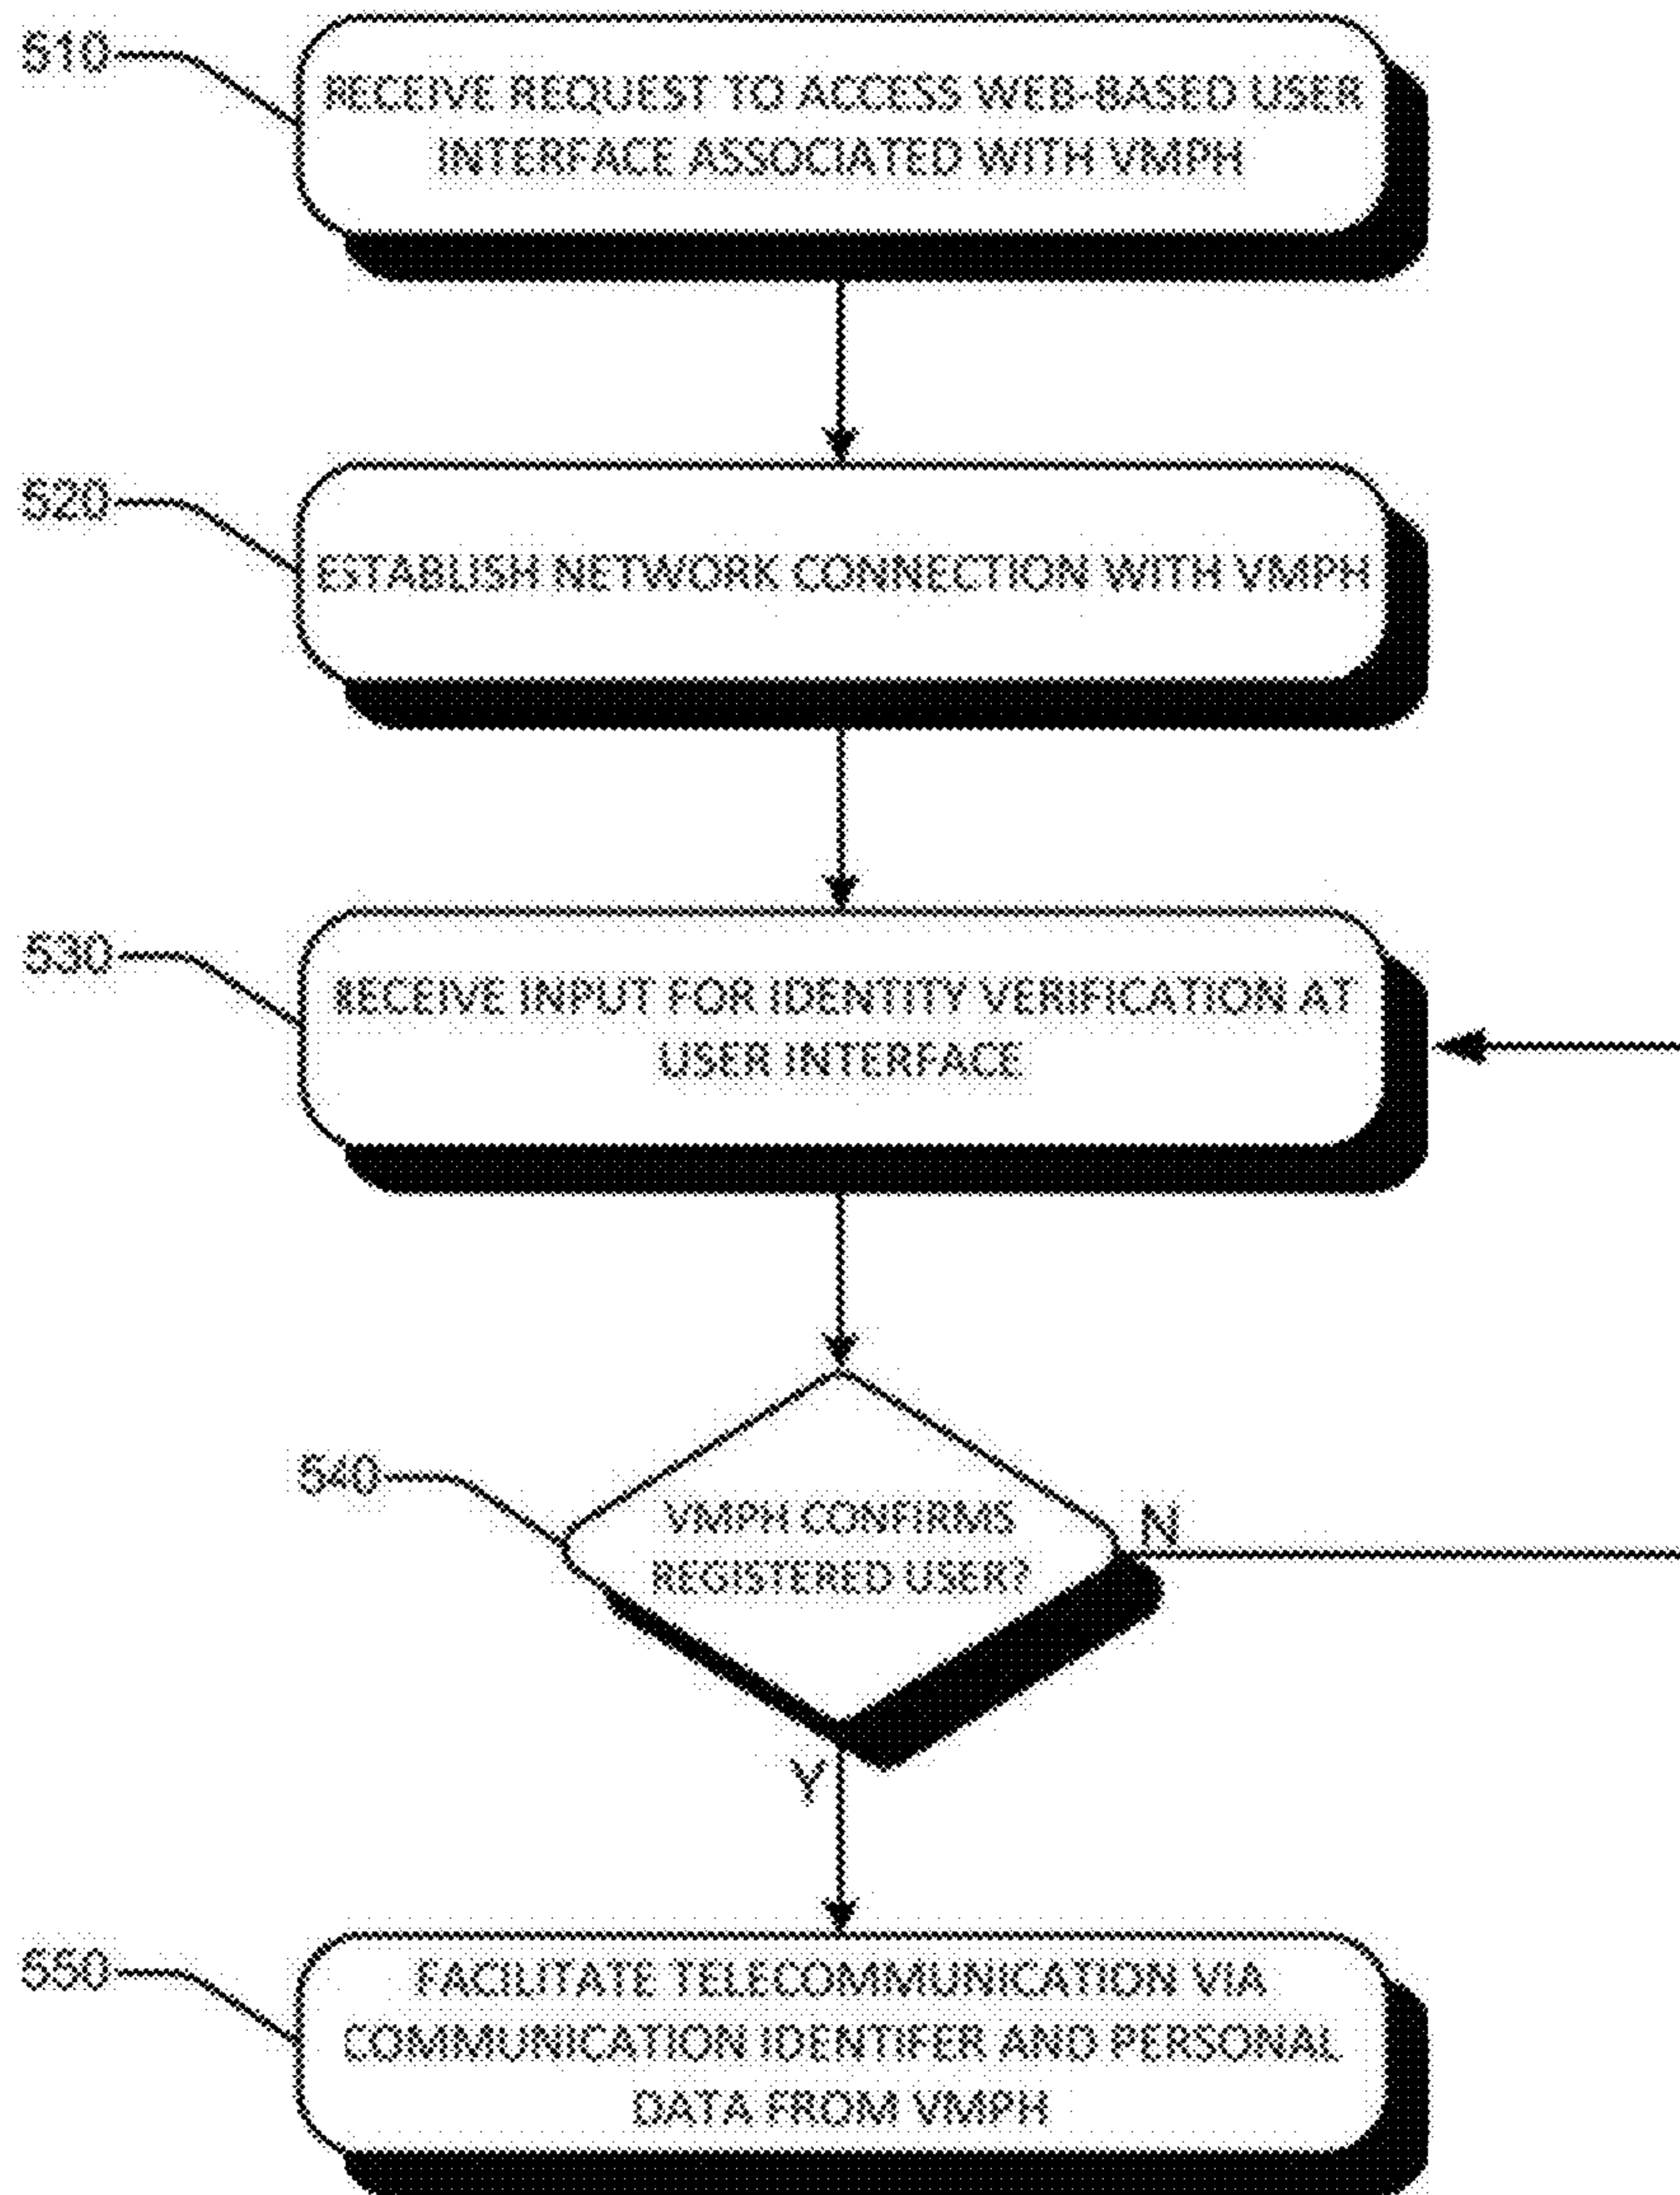 510
RECEIVE REQUEST TO ACCESS WEB-BASED USER
INTERFACE ASSOCIATED WITH VMPH
520
ESTABLISH NETWORK CONNECTION WITH VMPH
530
RECEIVE INPUT FOR IDENTITY VERIFICATION AT
USER INTERFACE
540
VMPH CONFIRMS
REGISTERED USER?
N
Y
550
FACILITATE TELECOMMUNICATION VIA
COMMUNICATION IDENTIFER AND PERSONAL
DATA FROM VMPH